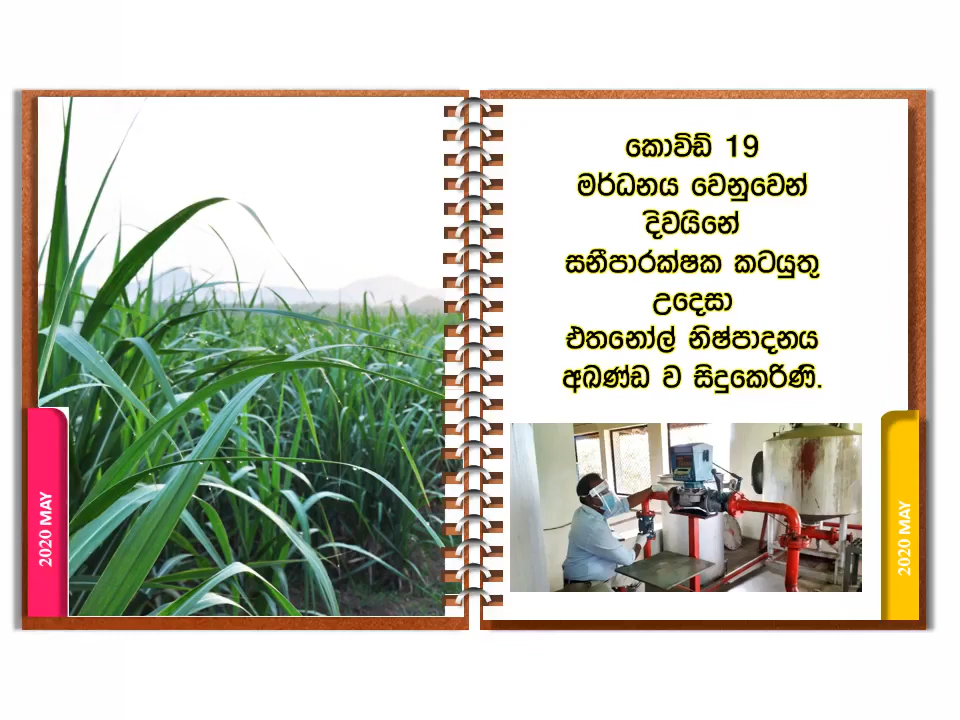 2020 MAY
කොවිඩ් 19
මර්ධනය වෙනුවෙන්
දිවයිනේ
සනීපාරක්ෂක කටයුතු
උදෙසා
එතනෝල් නිෂ්පාදනය
අඛණ්ඩ ව සිදුකෙරිණි.
2020 MAY